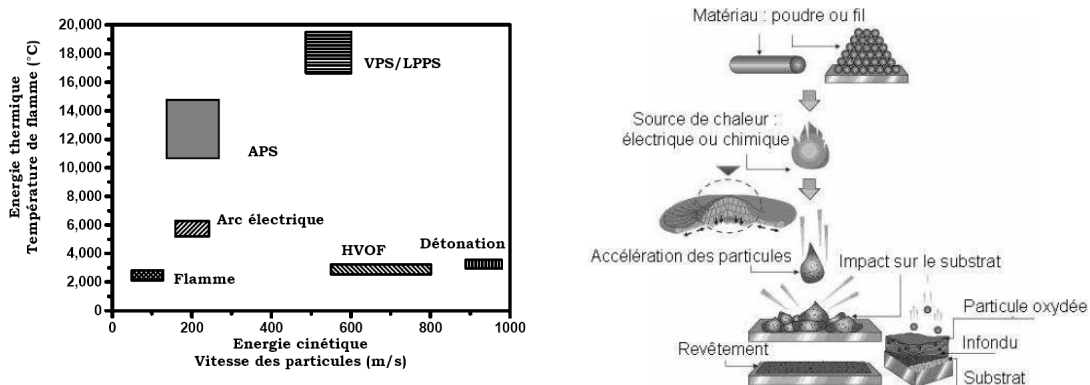 Energie thermique
Température de flamme (°C)
20,000
18,000
16,000
14,000
12,000
10,000
8,000
6,000
4,000
2,000
0
VPS/LPPS
APS
Arc électrique
HVOF
Détonation
Flamme
0
200
400
600
800
1000
Energie cinétique
Vitesse des particules (m/s)
Matériau : poudre ou fil
Source de chaleur :
électrique ou chimique
Accélération des particules
Impact sur le substrat
Particule oxydée
Infondu
Revêtement
Substrat